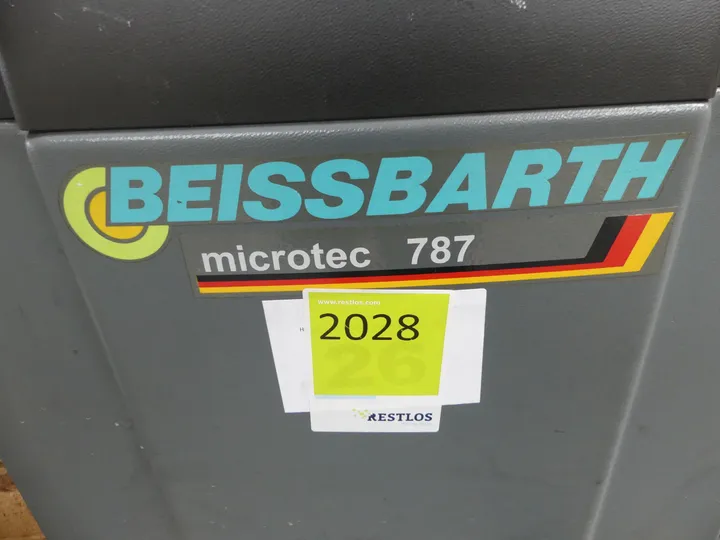 BEISSBARTH
microtec 787
www.restlos.com
2028
26
RESTLOS